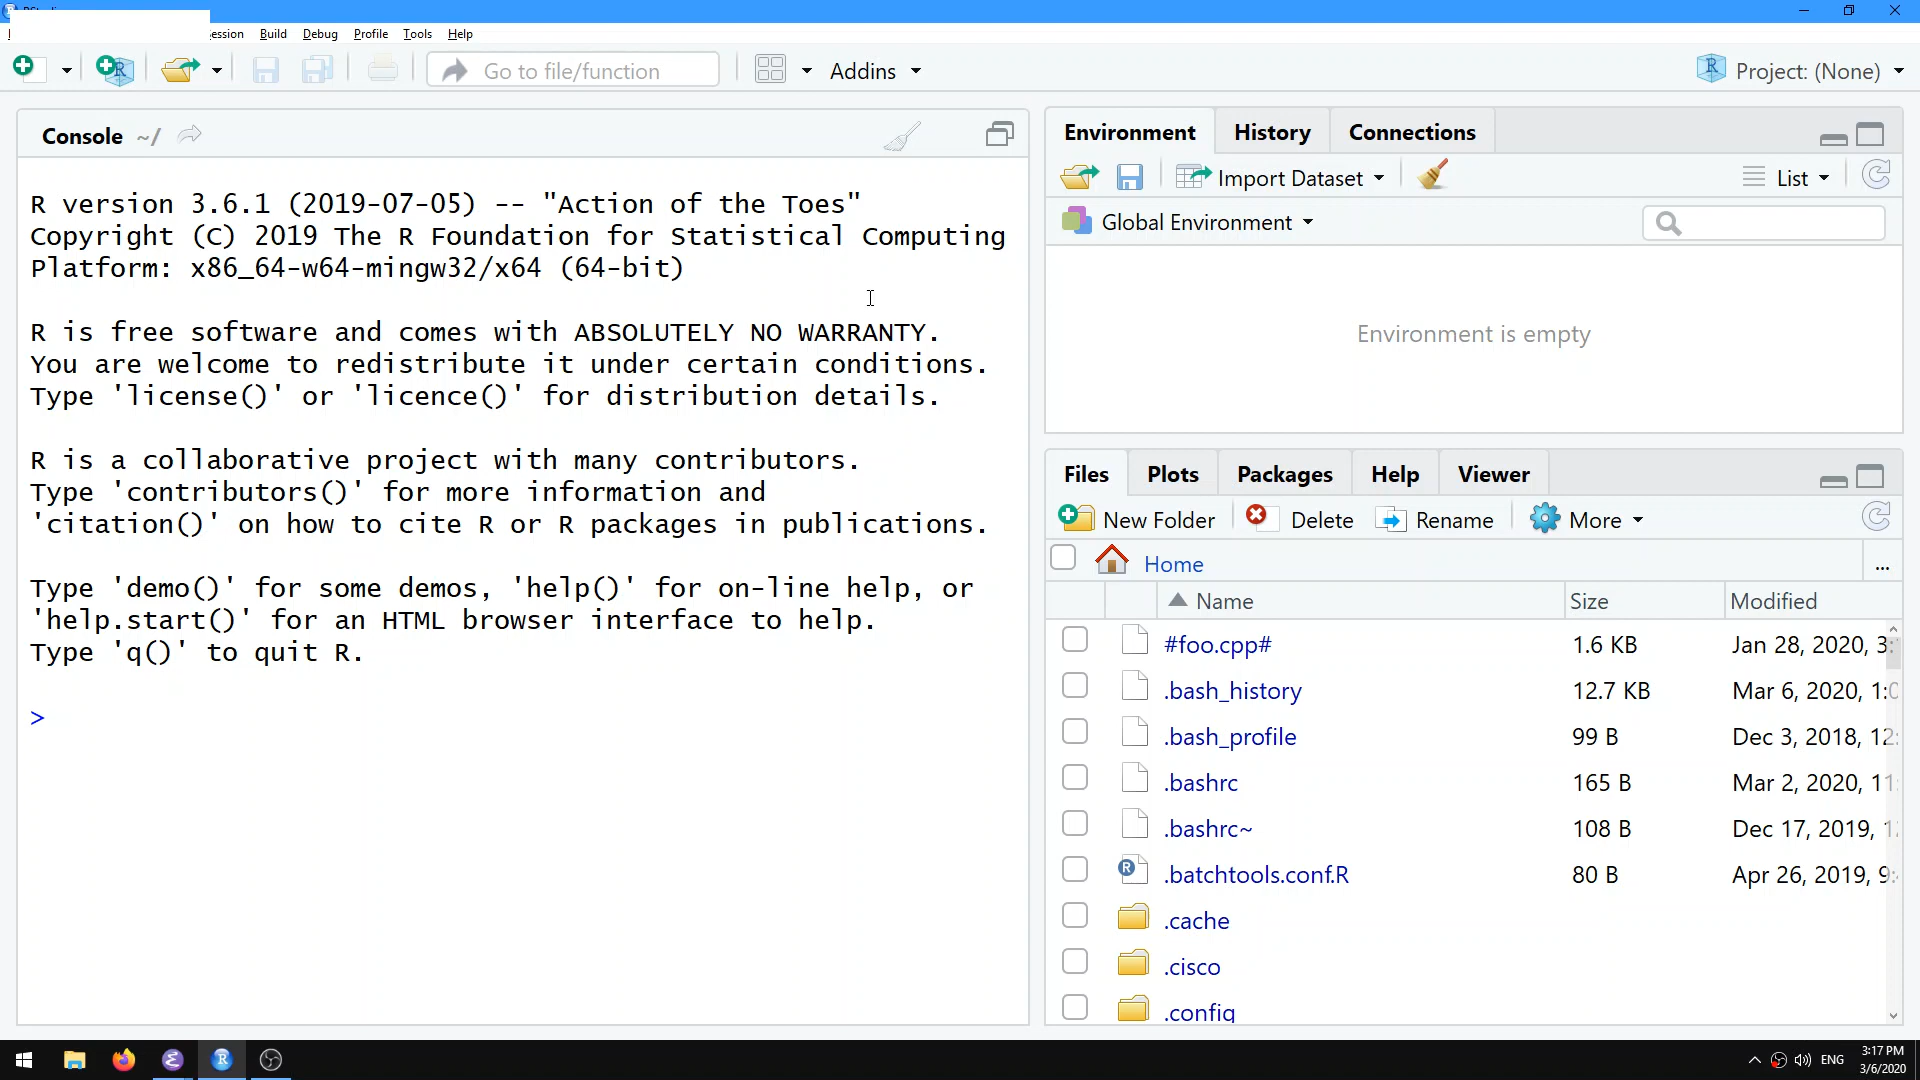 ession Build Debug Profile Tools Help
Go to file/function Addins Project: (None)
Console ~/
R version 3.6.1 (2019-07-05) -- "Action of the Toes"
Copyright (C) 2019 The R Foundation for Statistical Computing
Platform: x86_64-w64-mingw32/x64 (64-bit)
R is free software and comes with ABSOLUTELY NO WARRANTY.
You are welcome to redistribute it under certain conditions.
Type 'license()' or 'licence()' for distribution details.
R is a collaborative project with many contributors.
Type 'contributors()' for more information and
'citation()' on how to cite R or R packages in publications.
Type 'demo()' for some demos, 'help()' for on-line help, or
'help.start()' for an HTML browser interface to help.
Type 'q()' to quit R.
>
Environment History Connections
Import Dataset List
Global Environment
Environment is empty
Files Plots Packages Help Viewer
New Folder Delete Rename More
Home ...
Name Size Modified
#foo.cpp# 1.6 KB Jan 28, 2020, 3:
.bash_history 12.7 KB Mar 6, 2020, 1:0
.bash_profile 99 B Dec 3, 2018, 12:
.bashrc 165 B Mar 2, 2020, 11:
.bashrc~ 108 B Dec 17, 2019, 1
.batchtools.conf.R 80 B Apr 26, 2019, 9:
.cache
.cisco
.config
ENG 3:17 PM
3/6/2020